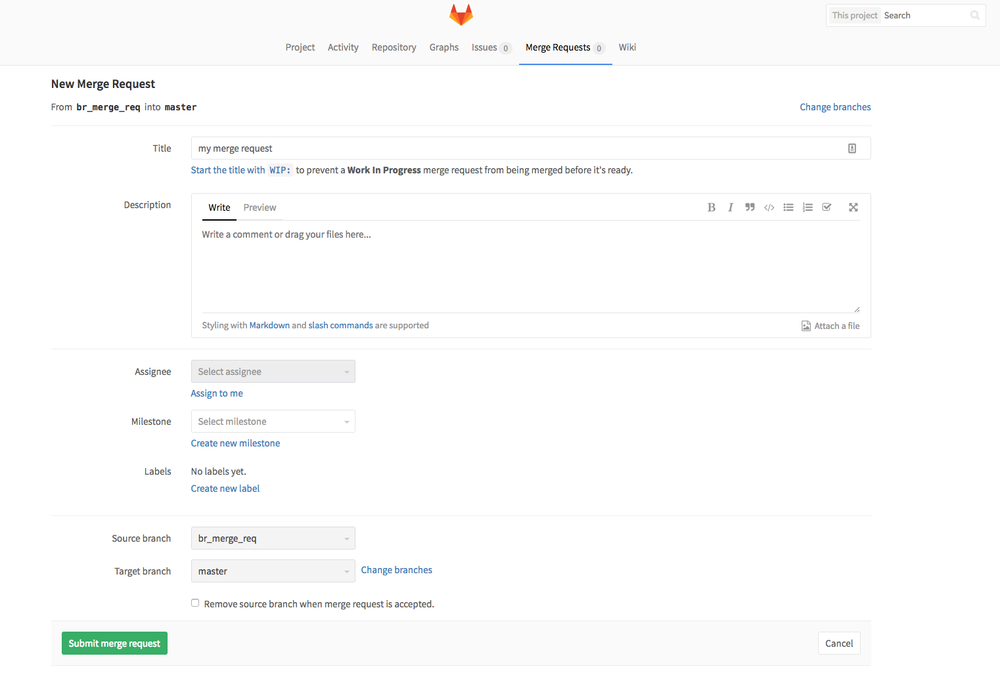 This project Search
Project Activity Repository Graphs Issues 0 Merge Requests 0 Wiki
New Merge Request
From br_merge_req into master Change branches
Title my merge request
Start the title with WIP: to prevent a Work In Progress merge request from being merged before it's ready.
Description Write Preview B I
Write a comment or drag your files here...
Styling with Markdown and slash commands are supported Attach a file
Assignee Select assignee
Assign to me
Milestone Select milestone
Create new milestone
Labels No labels yet.
Create new label
Source branch br_merge_req
Target branch master Change branches
Remove source branch when merge request is accepted.
Submit merge request Cancel